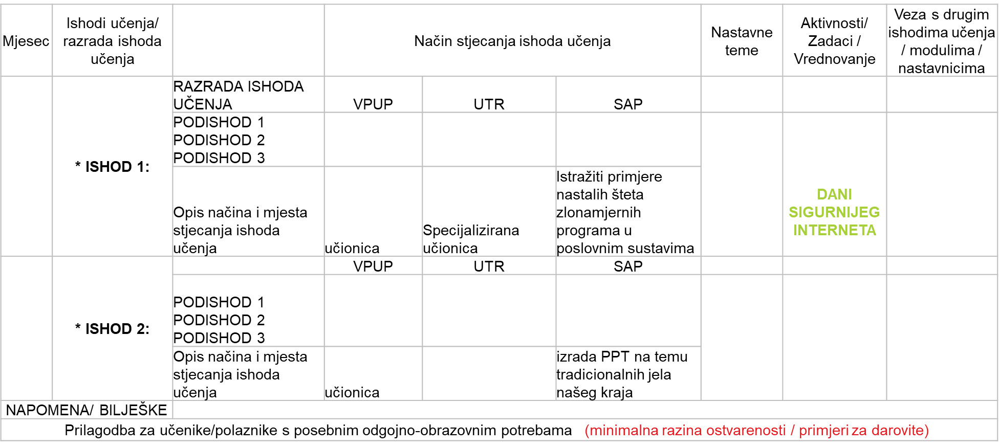 Mjesec
Ishodi učenja/
razrada ishoda
učenja
Način stjecanja ishoda učenja
Nastavne
teme
Aktivnosti/
Zadaci /
Vrednovanje
Veza s drugim
ishodima učenja
/ modulima /
nastavnicima
* ISHOD 1:
RAZRADA ISHODA
UČENJA
VPUP
UTR
SAP
PODISHOD 1
PODISHOD 2
PODISHOD 3
Opis načina i mjesta
stjecanja ishoda
učenja
učionica
Specijalizirana
učionica
Istražiti primjere
nastalih šteta
zlonamjernih
programa u
poslovnim sustavima
DANI
SIGURNIJEG
INTERNETA
* ISHOD 2:
VPUP
UTR
SAP
PODISHOD 1
PODISHOD 2
PODISHOD 3
Opis načina i mjesta
stjecanja ishoda
učenja
učionica
izrada PPT na temu
tradicionalnih jela
našeg kraja
NAPOMENA/ BILJEŠKE
Prilagodba za učenike/polaznike s posebnim odgojno-obrazovnim potrebama (minimalna razina ostvarenosti / primjeri za darovite)